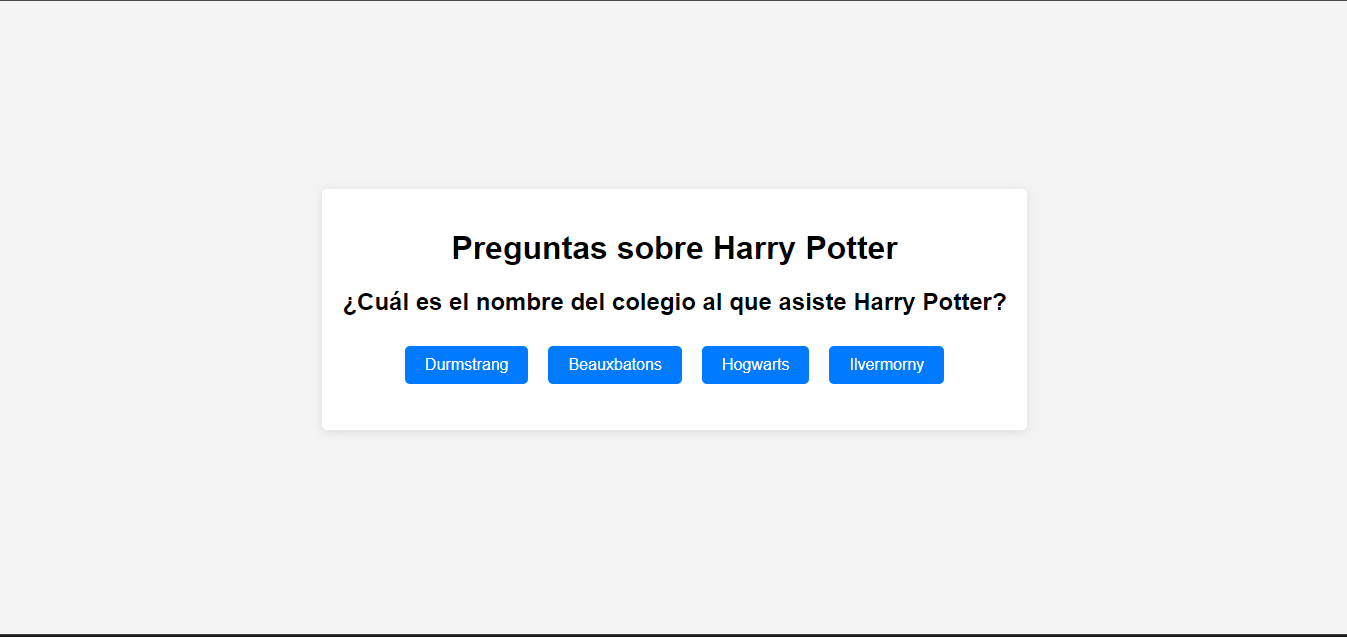 Preguntas sobre Harry Potter
¿Cuál es el nombre del colegio al que asiste Harry Potter?
Durmstrang Beauxbatons Hogwarts Ilvermorny